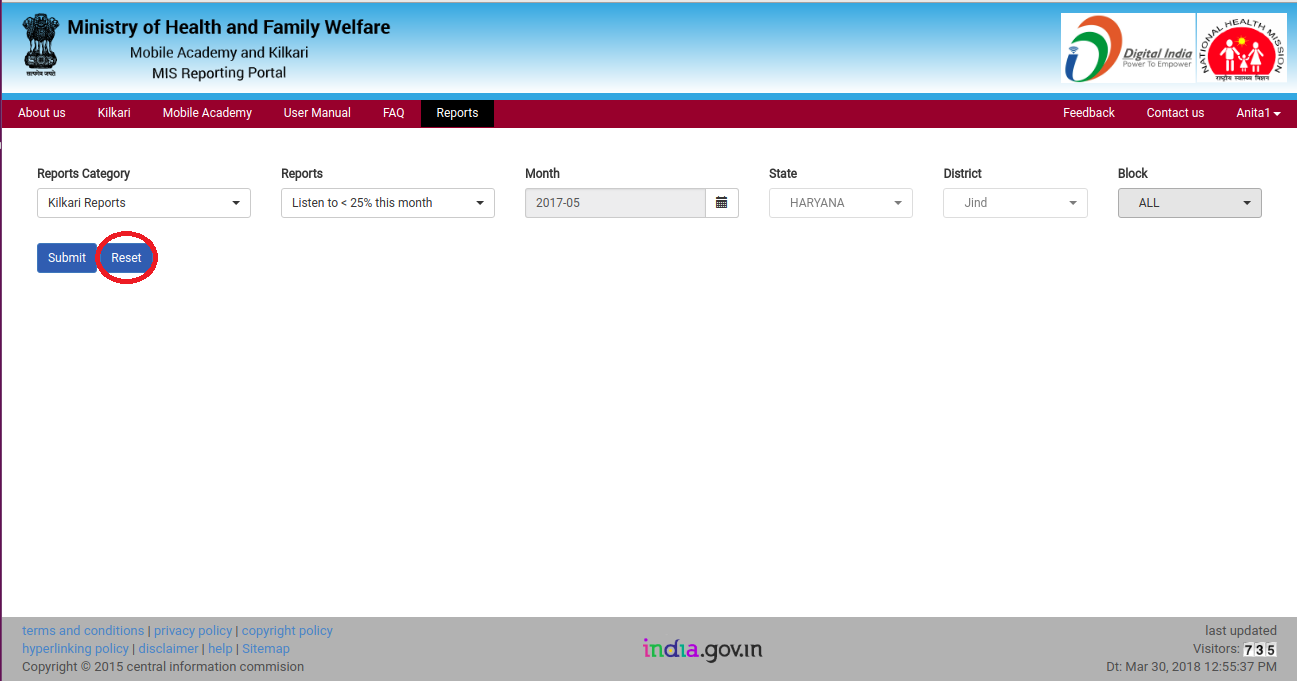 Ministry of Health and Family Welfare
Mobile Academy and Kilkari
MIS Reporting Portal
सत्यमेव जयते
Digital India
Power To Empower
NATIONAL HEALTH MISSION
राष्ट्रीय स्वास्थ्य मिशन
About us Kilkari Mobile Academy User Manual FAQ Reports Feedback Contact us Anita1
Reports Category Reports Month State District Block
Kilkari Reports Listen to < 25% this month 2017-05 HARYANA Jind ALL
Submit Reset
terms and conditions | privacy policy | copyright policy
hyperlinking policy | disclaimer | help | Sitemap
Copyright © 2015 central information commision
india.gov.in
last updated
Visitors: 735
Dt: Mar 30, 2018 12:55:37 PM